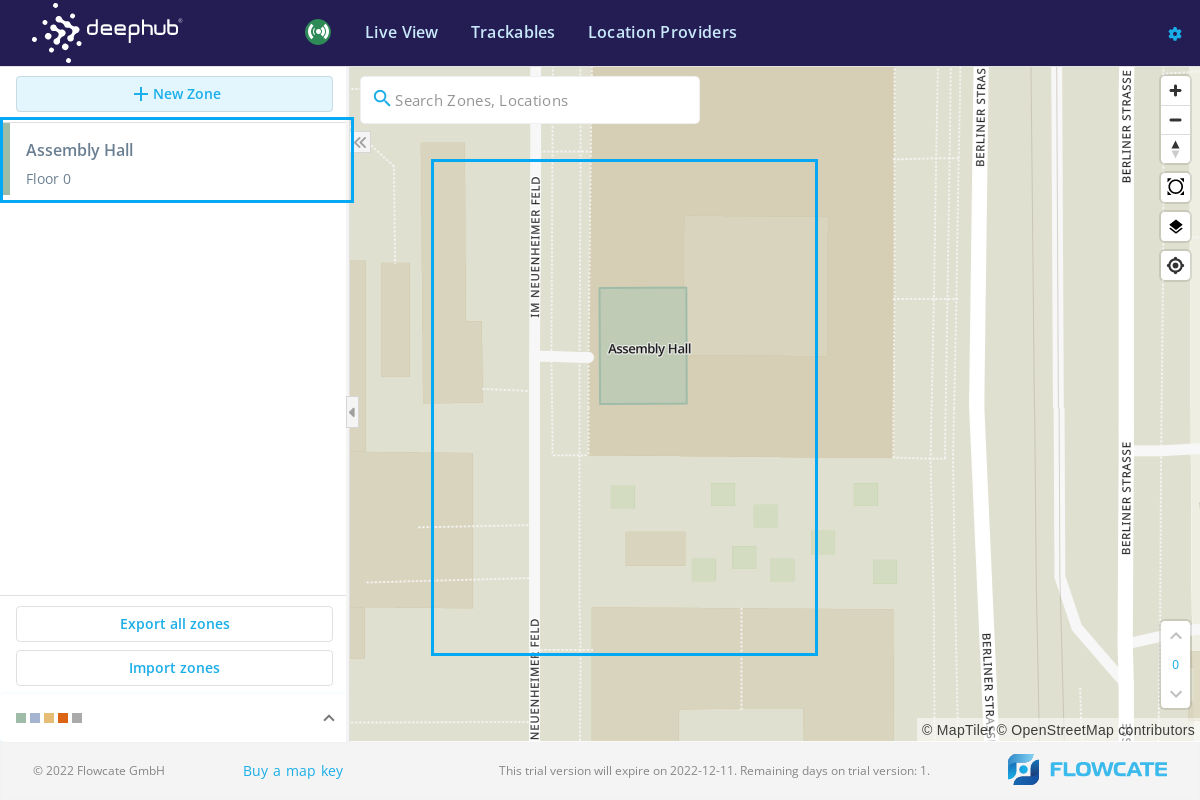 deephub
Live View
Trackables
Location Providers
New Zone
Search Zones, Locations
Assembly Hall
Floor 0
IM NEUENHEIMER FELD
BERLINER STRAS
BERLINER STRASSE
Assembly Hall
BERLINER STRASSE
NEUENHEIMER FELD
BERLINER STRASSE
Export all zones
Import zones
0
© MapTiler © OpenStreetMap contributors
© 2022 Flowcate GmbH
Buy a map key
This trial version will expire on 2022-12-11. Remaining days on trial version: 1.
FLOWCATE